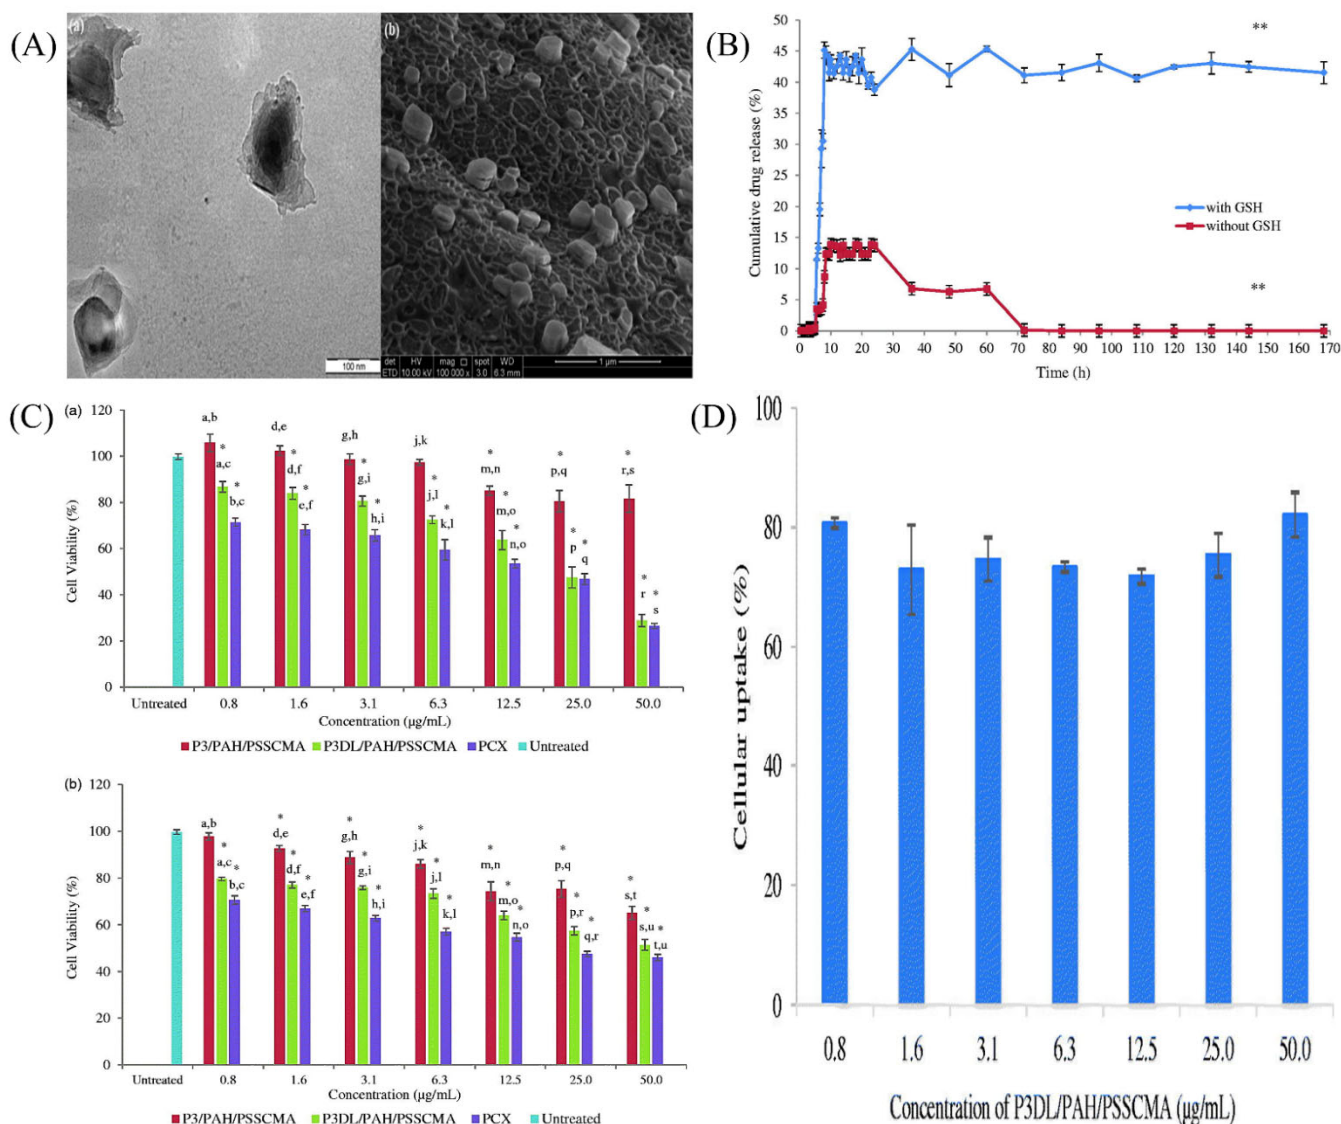 (A)
(a)
100 nm
(b)
det HV mag □ spot WD
ETD 10.00 kV 100 000 x 3.0 6.3 mm
1 µm
(B)
Cumulative drug release (%)
50
45
40
35
30
25
20
15
10
5
0
**
with GSH
without GSH
**
0 10 20 30 40 50 60 70 80 90 100 110 120 130 140 150 160 170
Time (h)
(C)
(a)
Cell Viability (%)
120
100
80
60
40
20
0
a,b
*
a,c
*
b,c
d,e
*
d,f
*
e,f
g,h
*
g,i
*
h,i
j,k
*
j,l
*
k,l
*
m,n
*
m,o
*
n,o
*
p,q
*
p
*
q
*
r,s
*
r
*
s
Untreated 0.8 1.6 3.1 6.3 12.5 25.0 50.0
Concentration (µg/mL)
P3/PAH/PSSCMA P3DL/PAH/PSSCMA PCX Untreated
(b)
Cell Viability (%)
120
100
80
60
40
20
0
a,b
*
a,c
*
b,c
*
d,e
*
d,f
*
e,f
*
g,h
*
g,i
*
h,i
*
j,k
*
j,l
*
k,l
*
m,n
*
m,o
*
n,o
*
p,q
*
p,r
*
q,r
*
s,t
*
s,u
*
t,u
Untreated 0.8 1.6 3.1 6.3 12.5 25.0 50.0
Concentration (µg/mL)
P3/PAH/PSSCMA P3DL/PAH/PSSCMA PCX Untreated
(D)
Cellular uptake (%)
100
80
60
40
20
0
0.8 1.6 3.1 6.3 12.5 25.0 50.0
Concentration of P3DL/PAH/PSSCMA (µg/mL)